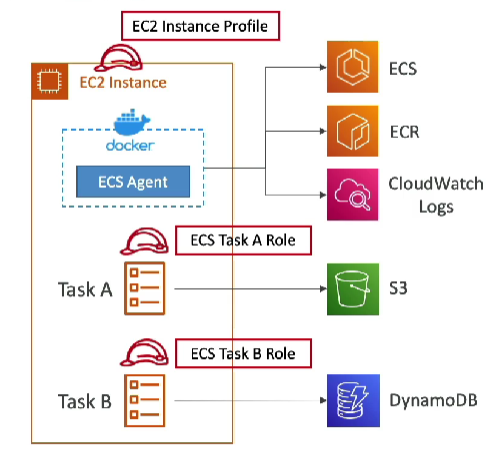 EC2 Instance Profile
EC2 Instance
docker
ECS Agent
ECS
ECR
CloudWatch
Logs
ECS Task A Role
Task A
S3
ECS Task B Role
Task B
DynamoDB